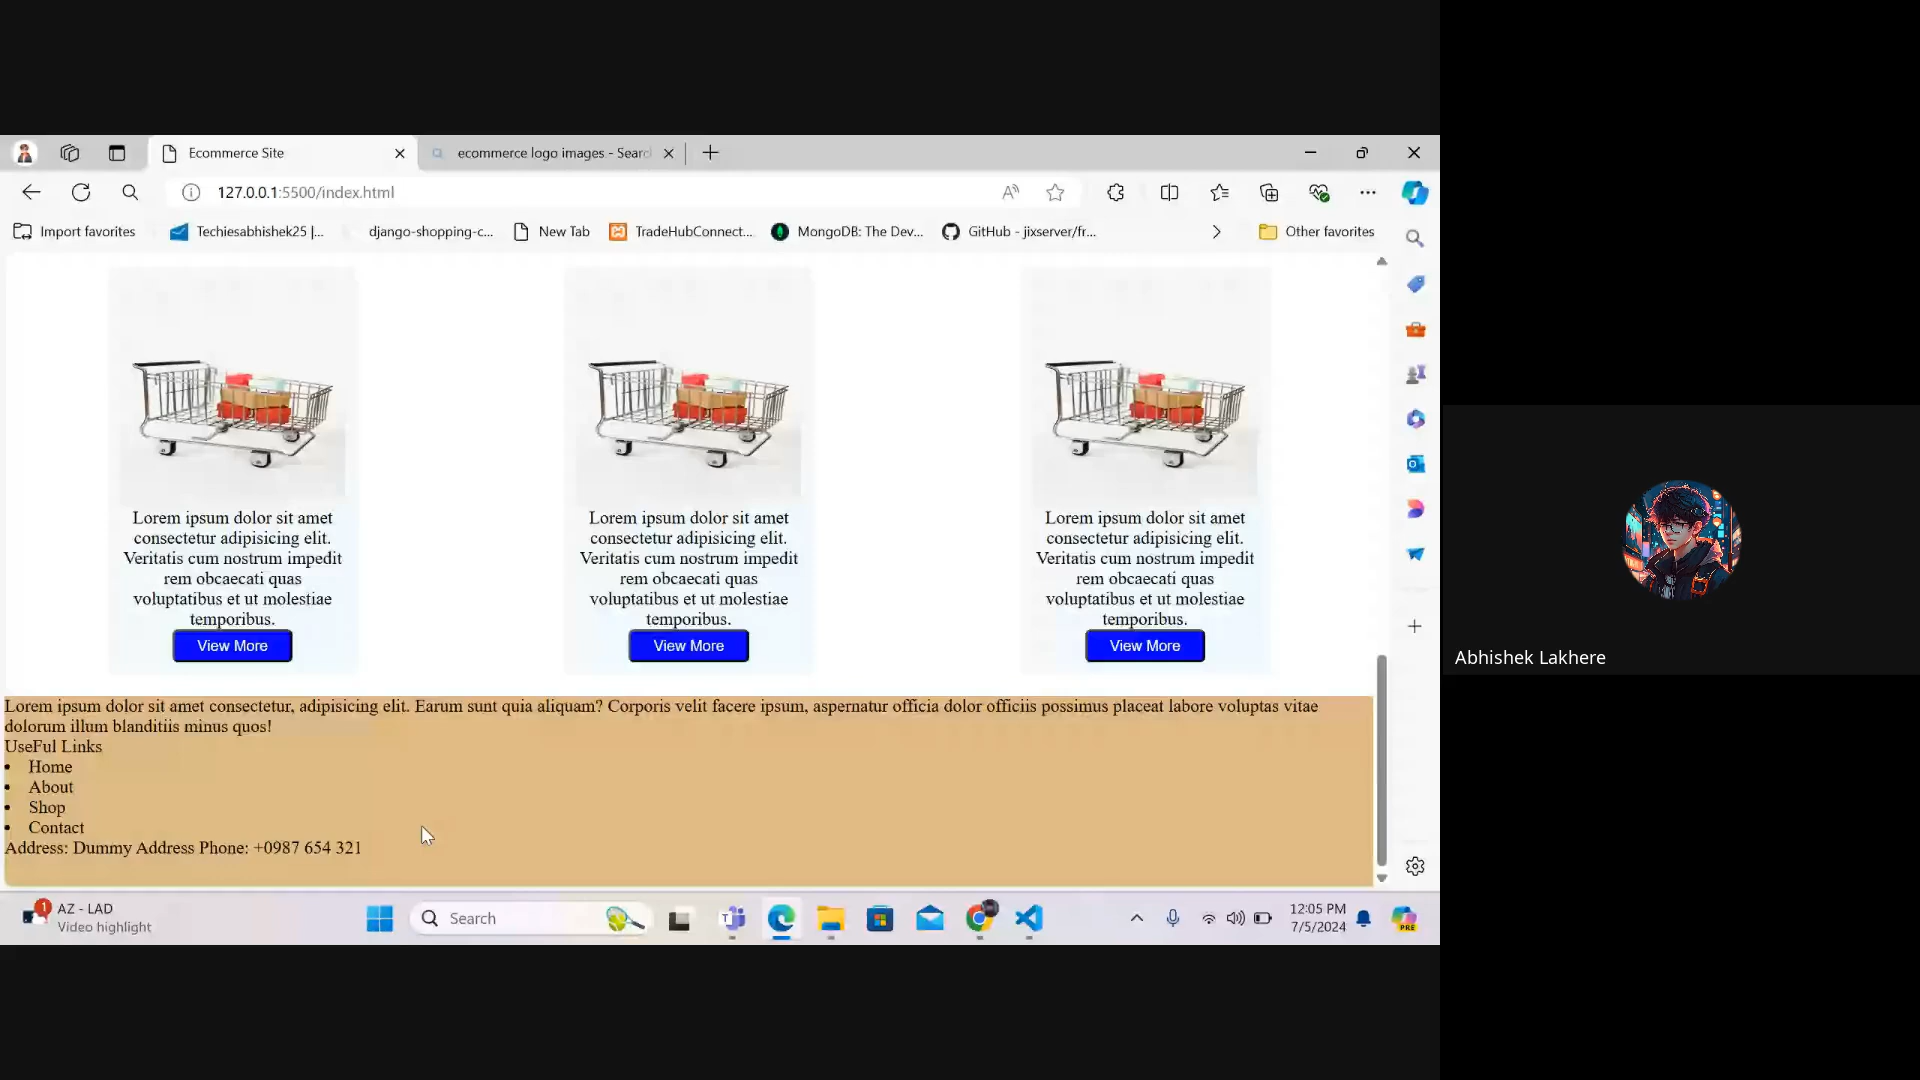 Ecommerce Site
ecommerce logo images - Searc
127.0.0.1:5500/index.html
Import favorites
Techiesabhishek25 |...
django-shopping-c...
New Tab
TradeHubConnect...
MongoDB: The Dev...
GitHub - jixserver/fr...
Other favorites
Lorem ipsum dolor sit amet
consectetur adipisicing elit.
Veritatis cum nostrum impedit
rem obcaecati quas
voluptatibus et ut molestiae
temporibus.
View More
Lorem ipsum dolor sit amet
consectetur adipisicing elit.
Veritatis cum nostrum impedit
rem obcaecati quas
voluptatibus et ut molestiae
temporibus.
View More
Lorem ipsum dolor sit amet
consectetur adipisicing elit.
Veritatis cum nostrum impedit
rem obcaecati quas
voluptatibus et ut molestiae
temporibus.
View More
Lorem ipsum dolor sit amet consectetur, adipisicing elit. Earum sunt quia aliquam? Corporis velit facere ipsum, aspernatur officia dolor officiis possimus placeat labore voluptas vitae
dolorum illum blanditiis minus quos!
UseFul Links
Home
About
Shop
Contact
Address: Dummy Address Phone: +0987 654 321
Abhishek Lakhere
1
AZ - LAD
Video highlight
Search
12:05 PM
7/5/2024
PRE